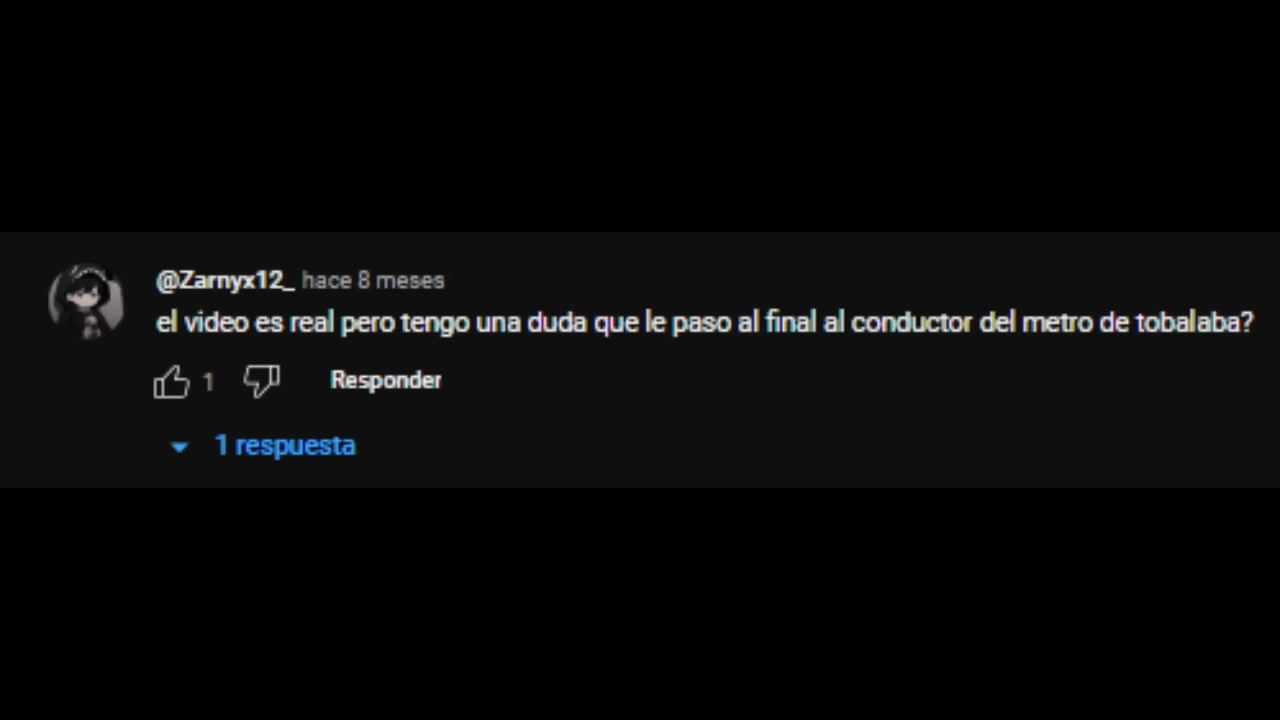 @Zarnyx12_ hace 8 meses
el video es real pero tengo una duda que le paso al final al conductor del metro de tobalaba?
1 Responder
1 respuesta